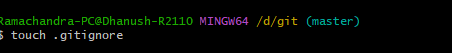 Ramachandra-PC@Dhanush-R2110 MINGW64 /d/git (master)
$ touch .gitignore